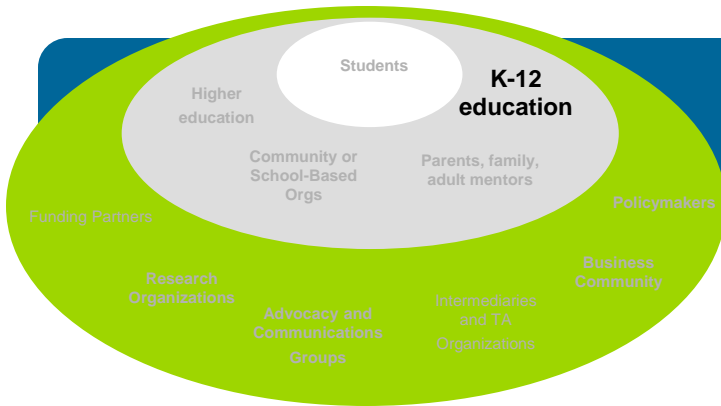 Students
K-12
education
Higher
education
Community or
School-Based
Orgs
Parents, family,
adult mentors
Policymakers
Funding Partners
Business
Community
Research
Organizations
Advocacy and
Communications
Groups
Intermediaries
and TA
Organizations